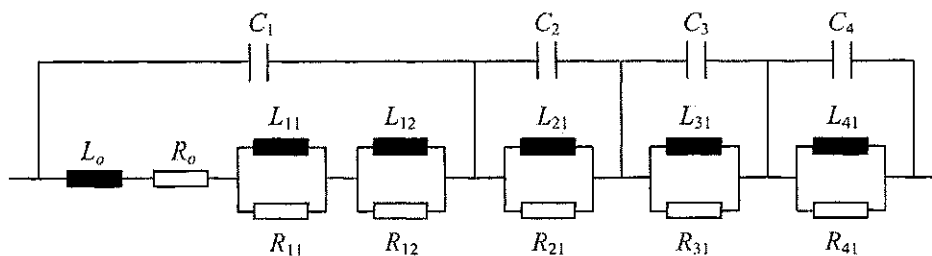 C₁ C₂ C₃ C₄
L₁₁ L₁₂ L₂₁ L₃₁ L₄₁
Lₒ Rₒ
R₁₁ R₁₂ R₂₁ R₃₁ R₄₁